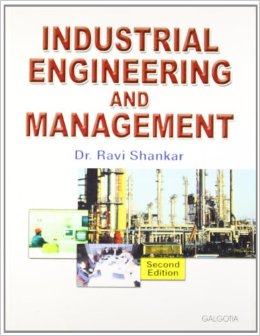 INDUSTRIAL
ENGINEERING
AND
MANAGEMENT
Dr. Ravi Shankar
Second
Edition
GALGOTIA